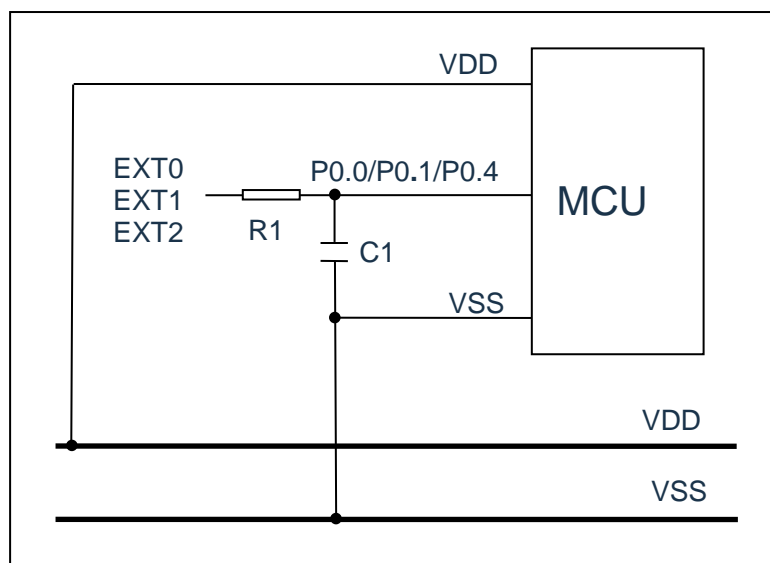 VDD
EXT0
P0.0/P0.1/P0.4
EXT1
MCU
EXT2
R1
C1
VSS
VDD
VSS